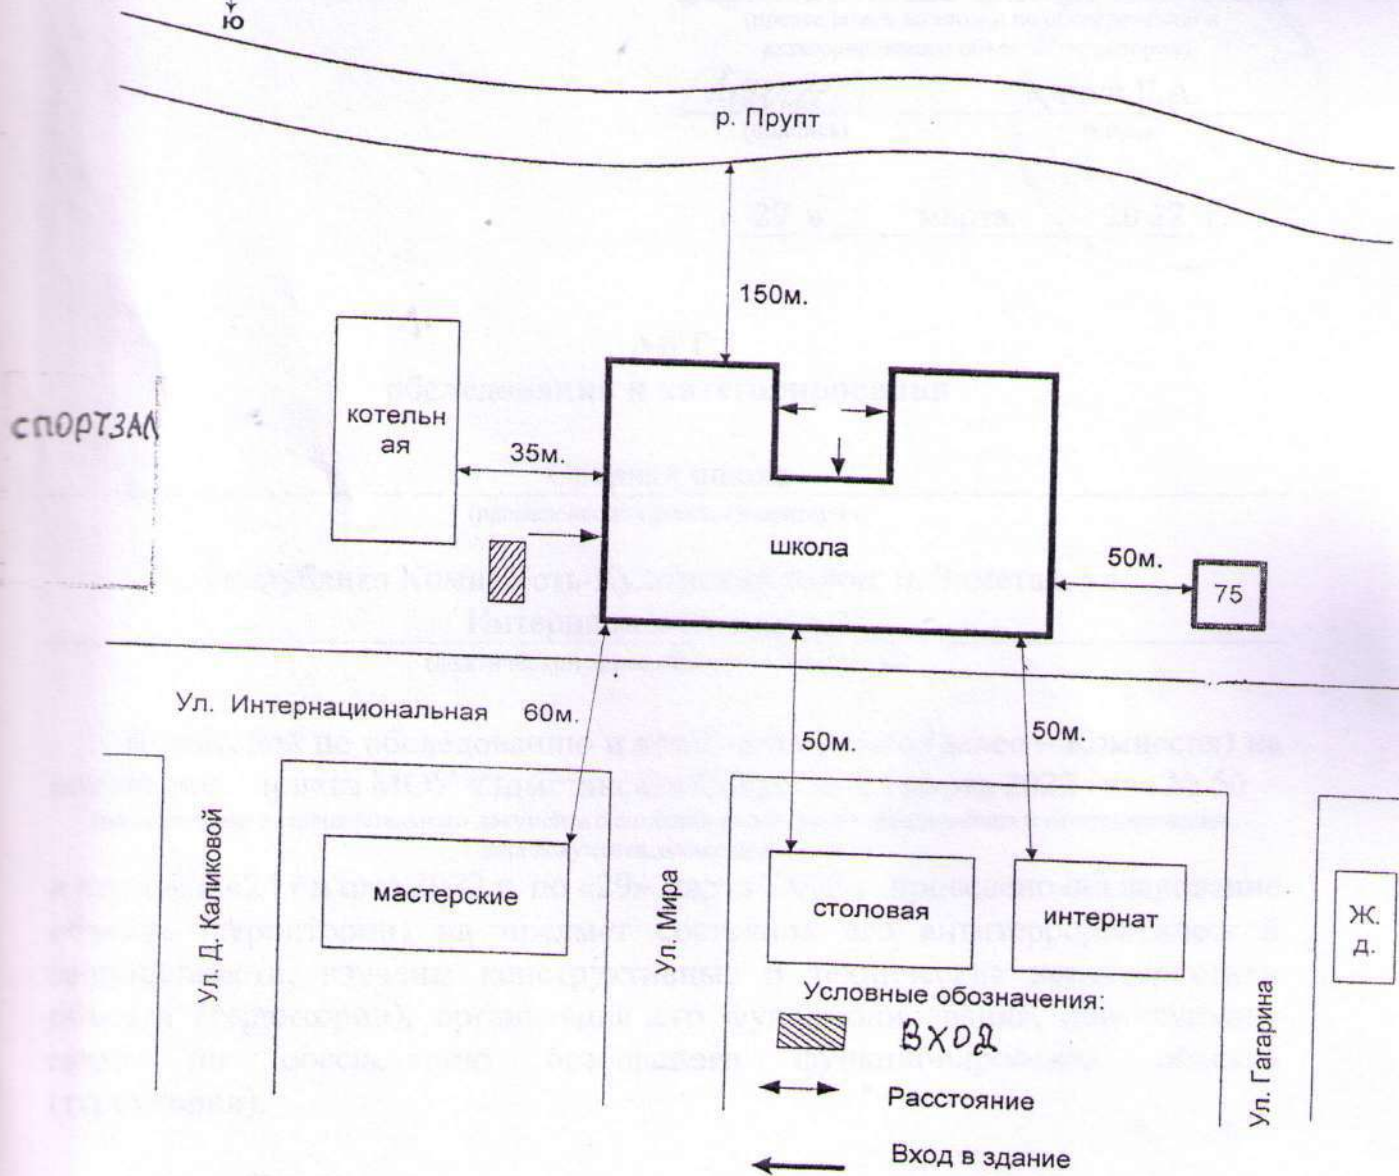 Ю
р. Прупт
150м.
котельн
ая
СПОРТЗАЛ
35м.
школа
50м.
75
Ул. Интернациональная
60м.
50м.
50м.
Ул. Д. Каликовой
мастерские
Ул.Мира
столовая
интернат
Ж.
д.
Ул. Гагарина
Условные обозначения:
ВХОД
Расстояние
Вход в здание